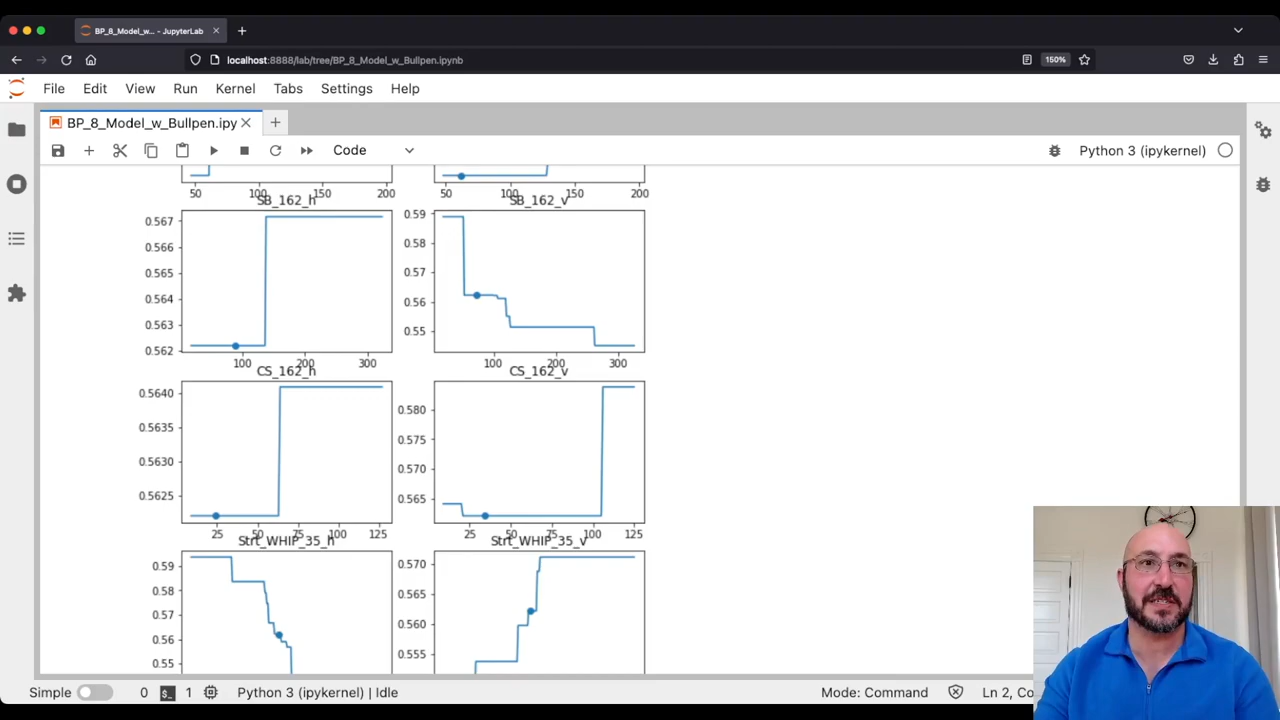 BP_8_Model_w... - JupyterLab
localhost:8888/lab/tree/BP_8_Model_w_Bullpen.ipynb
150%
File Edit View Run Kernel Tabs Settings Help
BP_8_Model_w_Bullpen.ipy
Code
Python 3 (ipykernel)
50 100 150 200
50 100 150 200
SB_162_h
0.567
0.566
0.565
0.564
0.563
0.562
100 200 300
SB_162_v
0.59
0.58
0.57
0.56
0.55
100 200 300
CS_162_h
0.5640
0.5635
0.5630
0.5625
25 50 75 100 125
CS_162_v
0.580
0.575
0.570
0.565
25 50 75 100 125
Strt_WHIP_35_h
0.59
0.58
0.57
0.56
0.55
Strt_WHIP_35_v
0.570
0.565
0.560
0.555
Simple 0 1 Python 3 (ipykernel) | Idle
Mode: Command Ln 2, Co